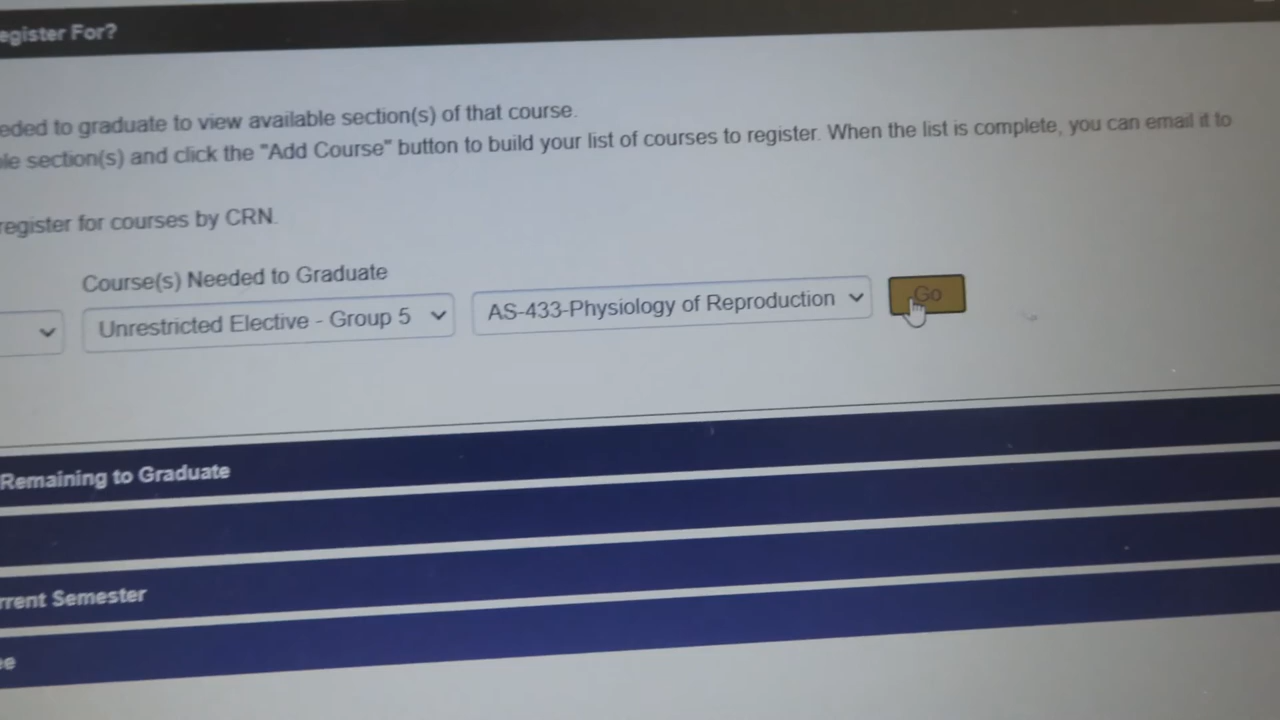 egister For?
eded to graduate to view available section(s) of that course.
le section(s) and click the "Add Course" button to build your list of courses to register. When the list is complete, you can email it to
register for courses by CRN.
Course(s) Needed to Graduate
Unrestricted Elective - Group 5 AS-433-Physiology of Reproduction Go
Remaining to Graduate
rrent Semester
ee